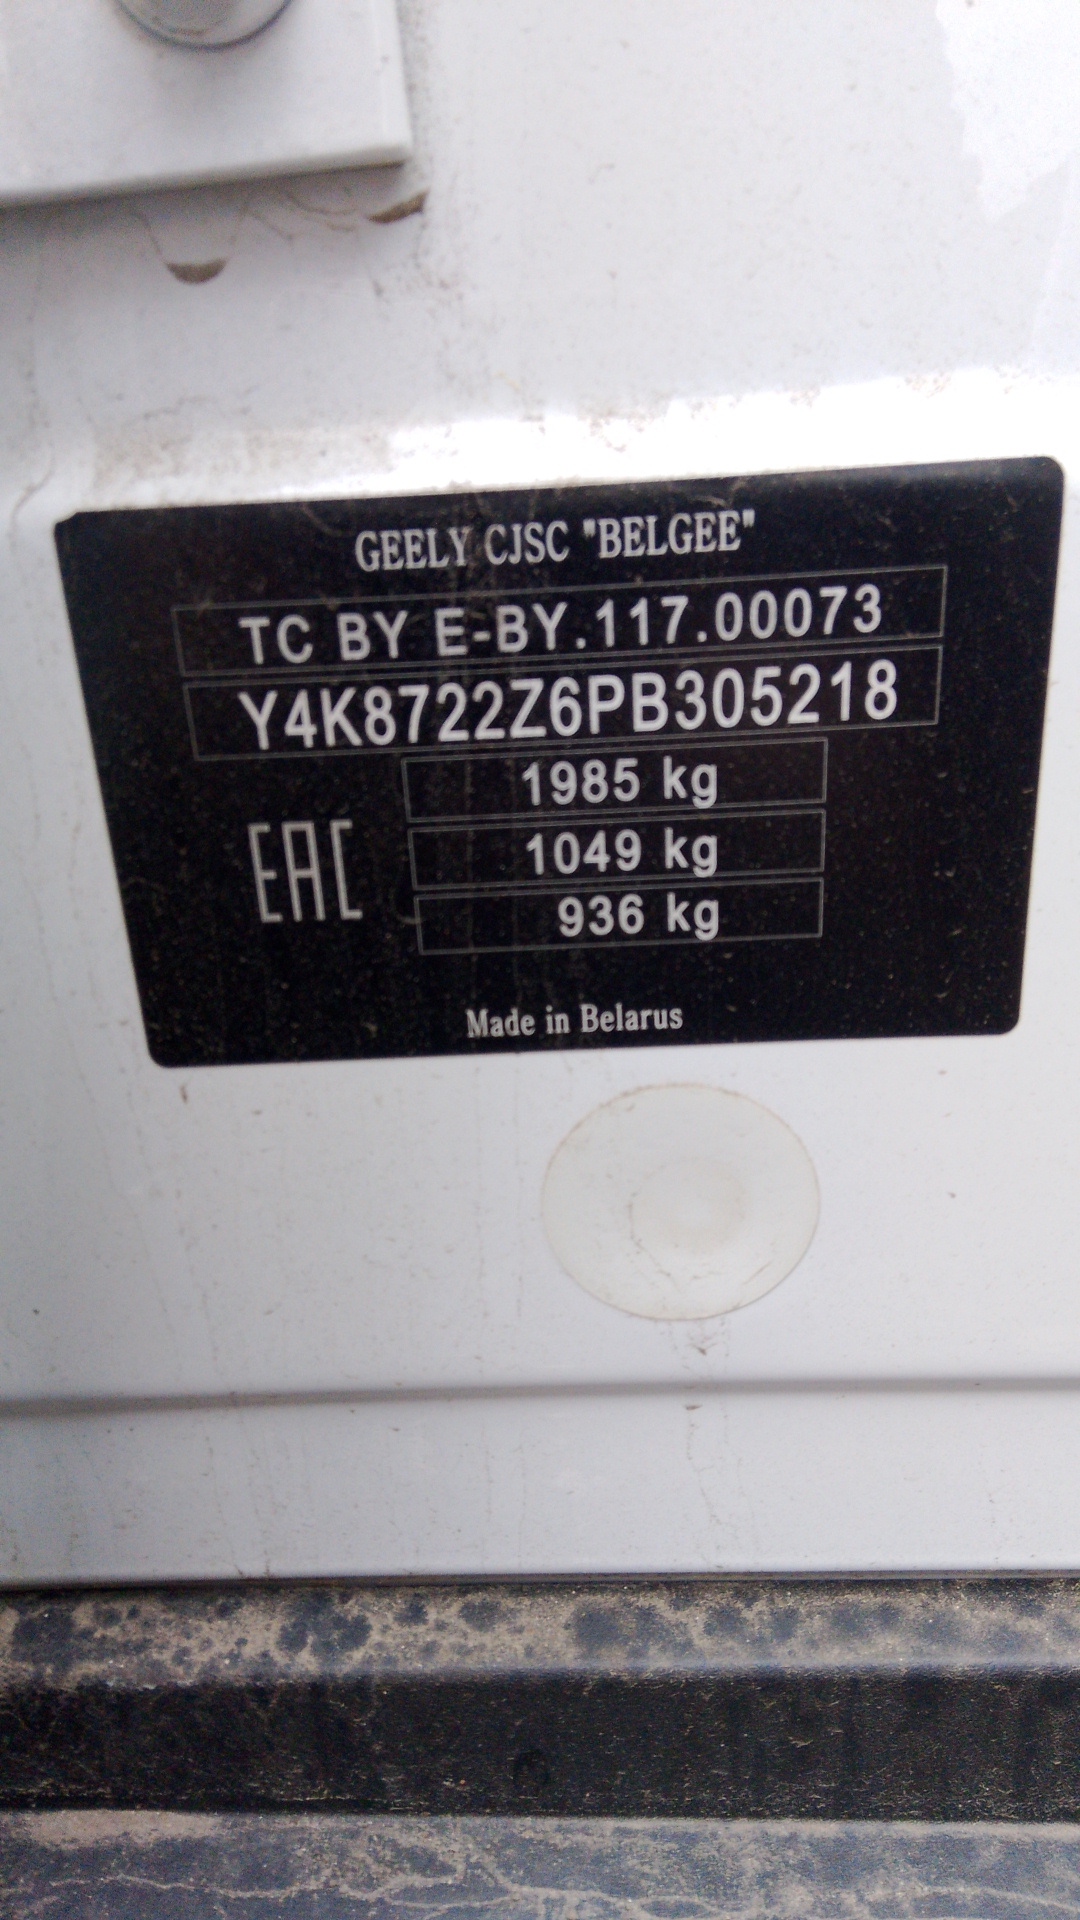 GEELY CJSC "BELGEE"
TC BY E-BY.117.00073
Y4K8722Z6PB305218
1985 kg
1049 kg
EAC
936 kg
Made in Belarus